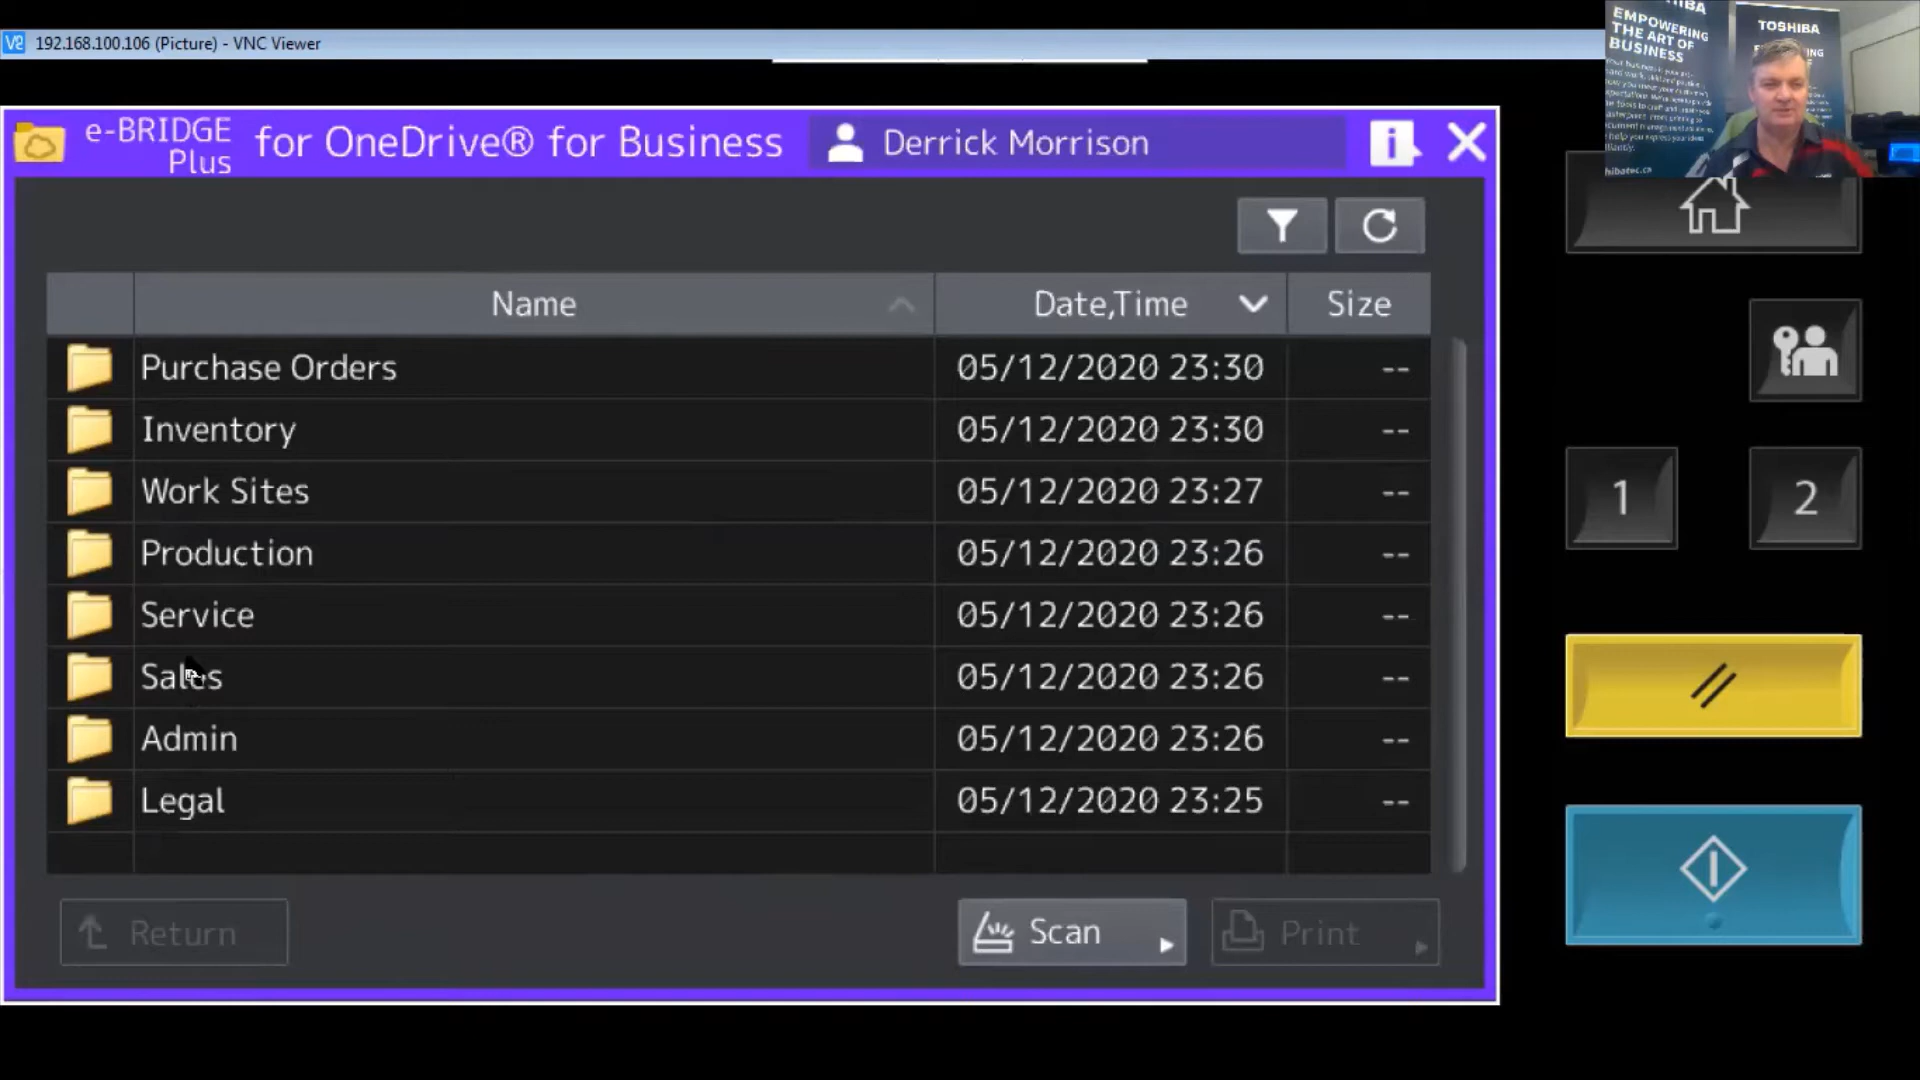 192.168.100.106 (Picture) - VNC Viewer
EMPOWERING
THE ART OF
BUSINESS
TOSHIBA
e-BRIDGE
Plus
for OneDrive® for Business
Derrick Morrison
Name
Date,Time
Size
Purchase Orders
05/12/2020 23:30
--
Inventory
05/12/2020 23:30
--
Work Sites
05/12/2020 23:27
--
Production
05/12/2020 23:26
--
Service
05/12/2020 23:26
--
Sales
05/12/2020 23:26
--
Admin
05/12/2020 23:26
--
Legal
05/12/2020 23:25
--
Return
Scan
Print
1
2